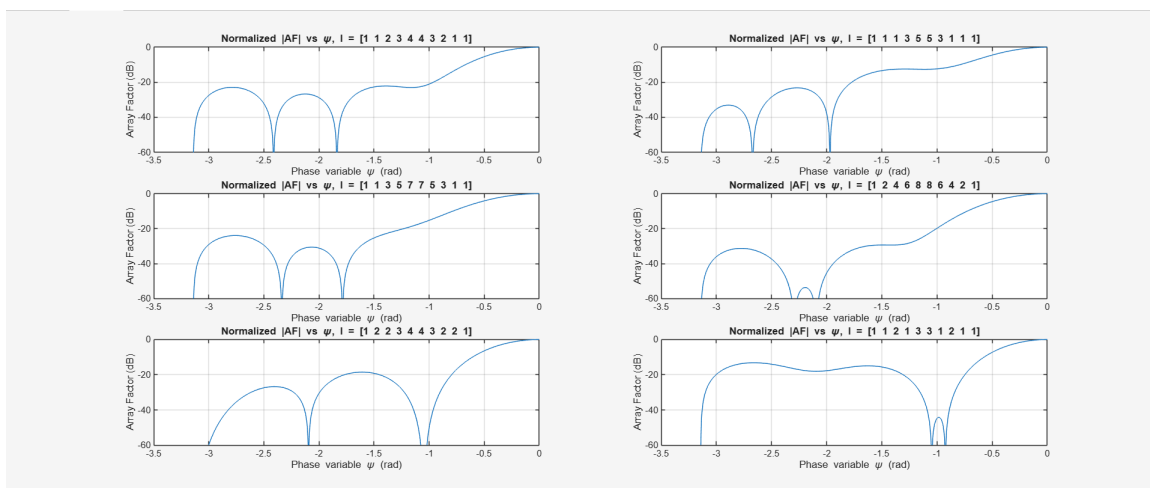 Normalized |AF| vs ψ, I = [1 1 2 3 4 4 3 2 1 1]
Array Factor (dB)
0
-20
-40
-60
-3.5 -3 -2.5 -2 -1.5 -1 -0.5 0
Phase variable ψ (rad)
Normalized |AF| vs ψ, I = [1 1 1 3 5 5 3 1 1 1]
Array Factor (dB)
0
-20
-40
-60
-3.5 -3 -2.5 -2 -1.5 -1 -0.5 0
Phase variable ψ (rad)
Normalized |AF| vs ψ, I = [1 1 3 5 7 7 5 3 1 1]
Array Factor (dB)
0
-20
-40
-60
-3.5 -3 -2.5 -2 -1.5 -1 -0.5 0
Phase variable ψ (rad)
Normalized |AF| vs ψ, I = [1 2 4 6 8 8 6 4 2 1]
Array Factor (dB)
0
-20
-40
-60
-3.5 -3 -2.5 -2 -1.5 -1 -0.5 0
Phase variable ψ (rad)
Normalized |AF| vs ψ, I = [1 2 2 3 4 4 3 2 2 1]
Array Factor (dB)
0
-20
-40
-60
-3.5 -3 -2.5 -2 -1.5 -1 -0.5 0
Phase variable ψ (rad)
Normalized |AF| vs ψ, I = [1 1 2 1 3 3 1 2 1 1]
Array Factor (dB)
0
-20
-40
-60
-3.5 -3 -2.5 -2 -1.5 -1 -0.5 0
Phase variable ψ (rad)